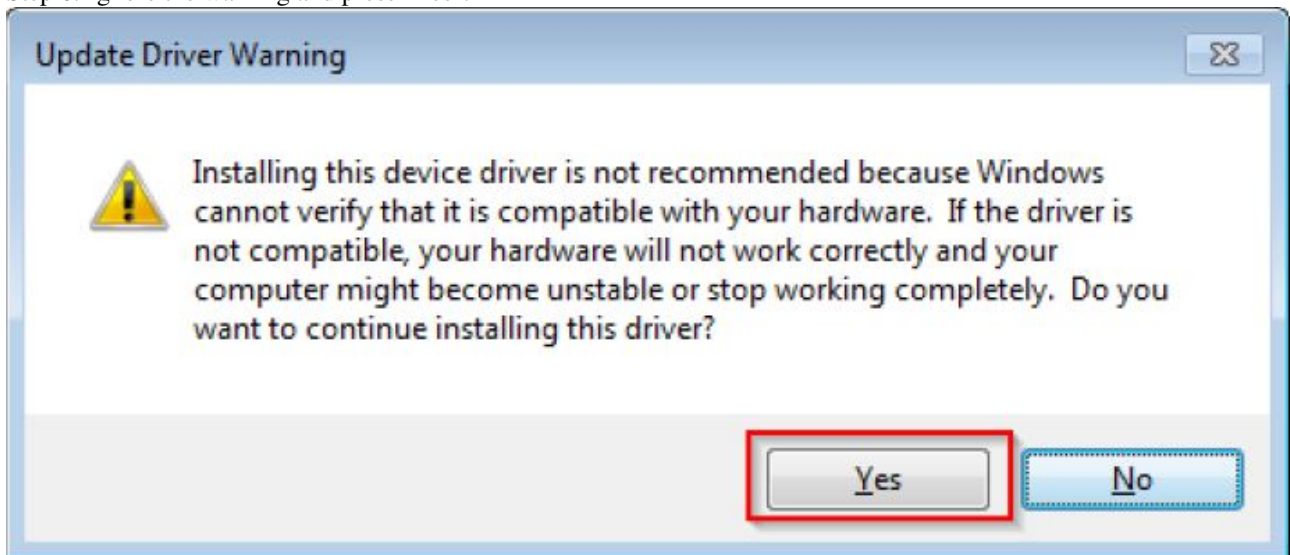 Update Driver Warning
Installing this device driver is not recommended because Windows
cannot verify that it is compatible with your hardware.  If the driver is
not compatible, your hardware will not work correctly and your
computer might become unstable or stop working completely.  Do you
want to continue installing this driver?
Yes
No